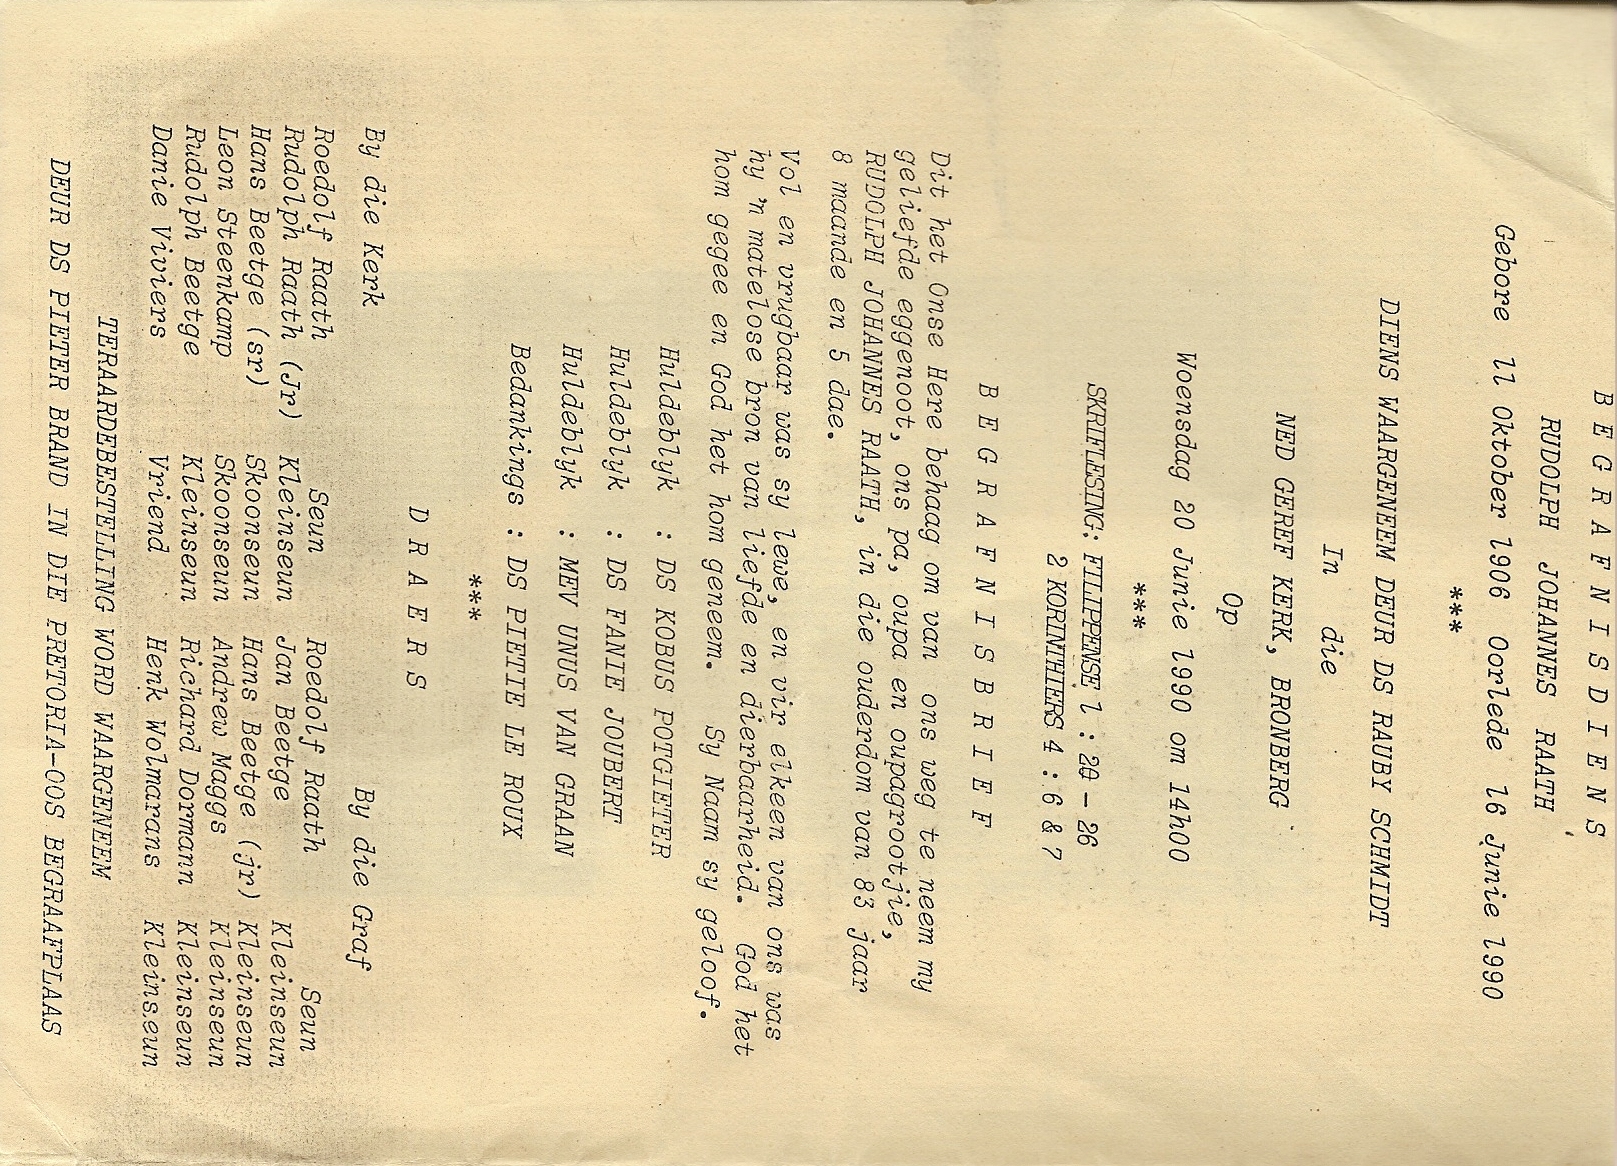 B E G R A F N I S D I E N S
RUDOLPH JOHANNES RAATH
Gebore 11 Oktober 1906 Oorlede 16 Junie 1990
***
DIENS WAARGENEEM DEUR DS RAUBY SCHMIDT
In die
NED GEREF KERK, BRONBERG
Op
Woensdag 20 Junie 1990 om 14h00
***
SKRIFLESING: FILIPPENSE 1 : 20 - 26
2 KORINTHIERS 4 : 6 & 7
B E G R A F N I S B R I E F
Dit het Onse Here behaag om van ons weg te neem my
geliefde eggenoot, ons pa, oupa en oupagrootjie,
RUDOLPH JOHANNES RAATH, in die ouderdom van 83 jaar
8 maande en 5 dae.
Vol en vrugbaar was sy lewe, en vir elkeen van ons was
hy 'n matelose bron van liefde en dierbaarheid. God het
hom gegee en God het hom geneem. Sy Naam sy geloof.
Huldeblyk : DS KOBUS POTGIETER
Huldeblyk : DS FANIE JOUBERT
Huldeblyk : MEV UNUS VAN GRAAN
Bedankings : DS PIETIE LE ROUX
***
D R A E R S
By die Kerk By die Graf
Roedolf Raath Seun Roedolf Raath Seun
Rudolph Raath (Jr) Kleinseun Jan Beetge Kleinseun
Hans Beetge (sr) Skoonseun Hans Beetge (jr) Kleinseun
Leon Steenkamp Skoonseun Andrew Maggs Kleinseun
Rudolph Beetge Kleinseun Richard Dormann Kleinseun
Danie Viviers Vriend Henk Wolmarans Kleinseun
TERAARDEBESTELLING WORD WAARGENEEM
DEUR DS PIETER BRAND IN DIE PRETORIA-OOS BEGRAAFPLAAS